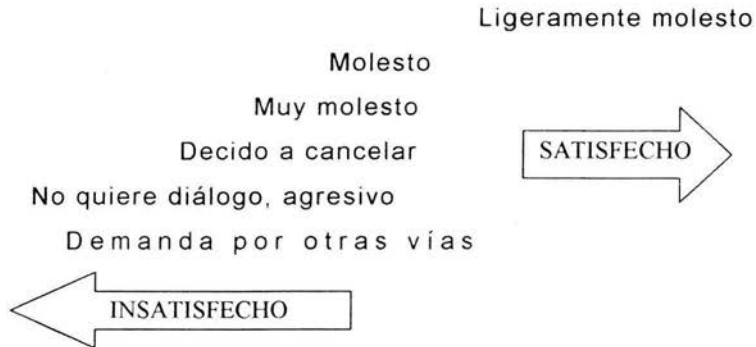 Ligeramente molesto
Molesto
Muy molesto
Decido a cancelar
SATISFECHO
No quiere diálogo, agresivo
Demanda por otras vías
INSATISFECHO